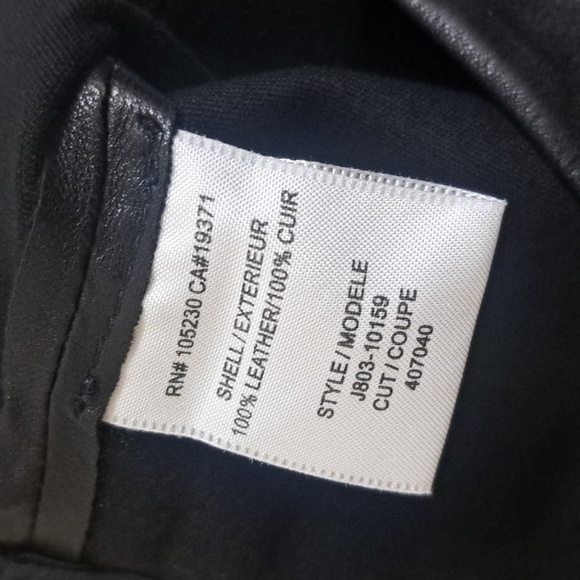 RN# 105230 CA#19371
SHELL/EXTERIEUR
100% LEATHER/100% CUIR
STYLE/MODELE
J803-10159
CUT/COUPE
407040